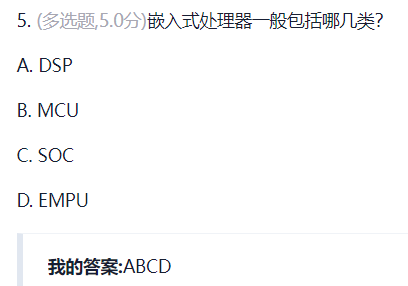 5. (多选题,5.0分)嵌入式处理器一般包括哪几类?
A. DSP
B. MCU
C. SOC
D. EMPU
我的答案:ABCD